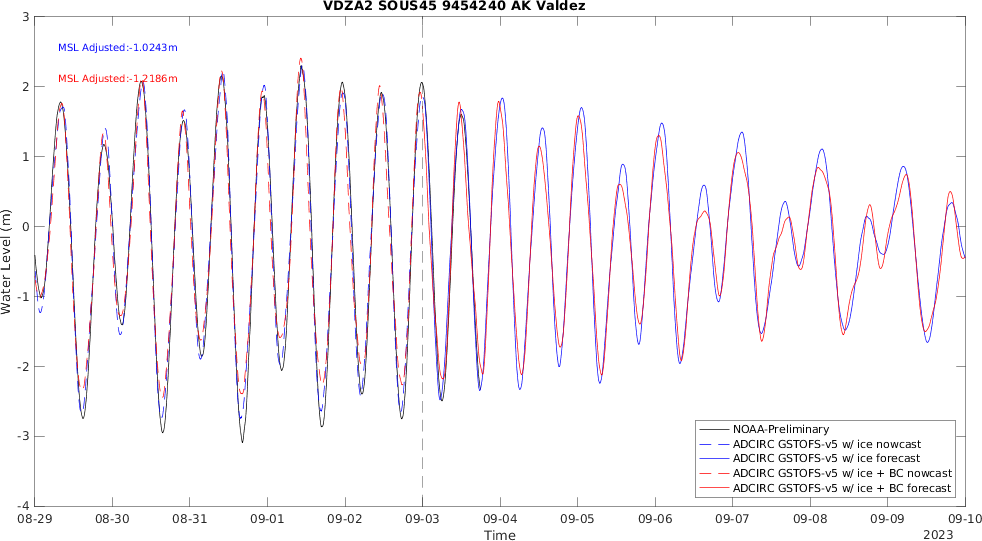 VDZA2 SOUS45 9454240 AK Valdez
MSL Adjusted:-1.0243m
MSL Adjusted:-1.2186m
3
2
1
0
-1
-2
-3
-4
Water Level (m)
NOAA-Preliminary
ADCIRC GSTOFS-v5 w/ ice nowcast
ADCIRC GSTOFS-v5 w/ ice forecast
ADCIRC GSTOFS-v5 w/ ice + BC nowcast
ADCIRC GSTOFS-v5 w/ ice + BC forecast
08-29 08-30 08-31 09-01 09-02 09-03 09-04 09-05 09-06 09-07 09-08 09-09 09-10
Time
2023